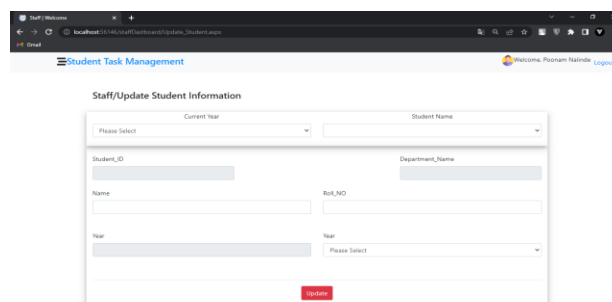 Staff | Welcome
localhost:56146/staffDashboard/Update_Student.aspx
Gmail
Student Task Management
Welcome, Poonam Nalinde Logout
Staff/Update Student Information
Current Year Student Name
Please Select
Student_ID Department_Name
Name Roll_NO
Year Year
Please Select
Update